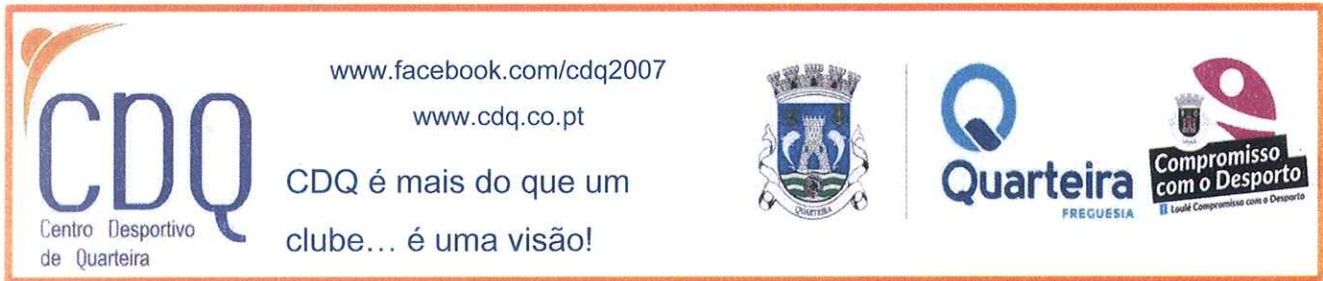 CDQ
Centro Desportivo
de Quarteira
www.facebook.com/cdq2007
www.cdq.co.pt
CDQ é mais do que um
clube... é uma visão!
QUARTEIRA
Quarteira
FREGUESIA
Compromisso
com o Desporto
Loulé Compromisso com o Desporto